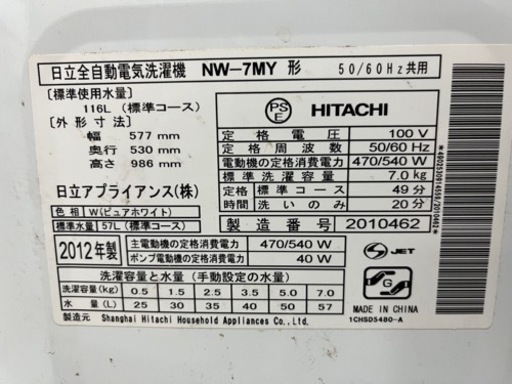 日立全自動電気洗濯機 NW-7MY 形 50/60Hz共用
〔標準使用水量〕
116L (標準コース)
〔外 形 寸 法〕
幅 577 mm
奥行 530 mm
高さ 986 mm
日立アプライアンス(株)
色 相 W(ピュアホワイト)
標準水量 57L (標準コース)
PS E HITACHI
定格電圧 100 V
定格周波数 50/60 Hz
電動機の定格消費電力 470/540 W
標準洗濯容量 7.0 kg
定格 標準コース 49分
時間 洗いのみ 20分
製造番号 2010462
2012年製
主電動機の定格消費電力 470/540 W
ポンプ電動機の定格消費電力 40 W
JET
洗濯容量と水量 (手動設定の水量)
洗濯容量(kg) 0.5 1.5 2.5 3.5 5.0 7.0
水 量 (L) 25 30 35 40 50 57
製造元 Shanghai Hitachi Household Appliances Co., Ltd.
G
MADE IN CHINA
1CHSD5480-A